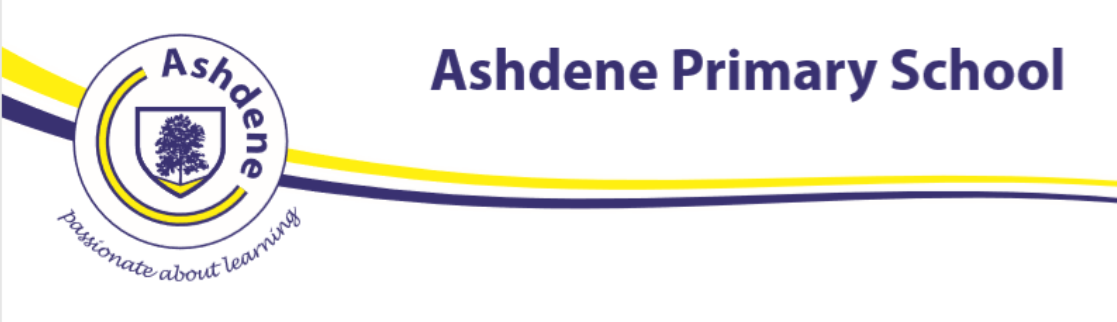 Ashdene Primary School
Ashdene
passionate about learning